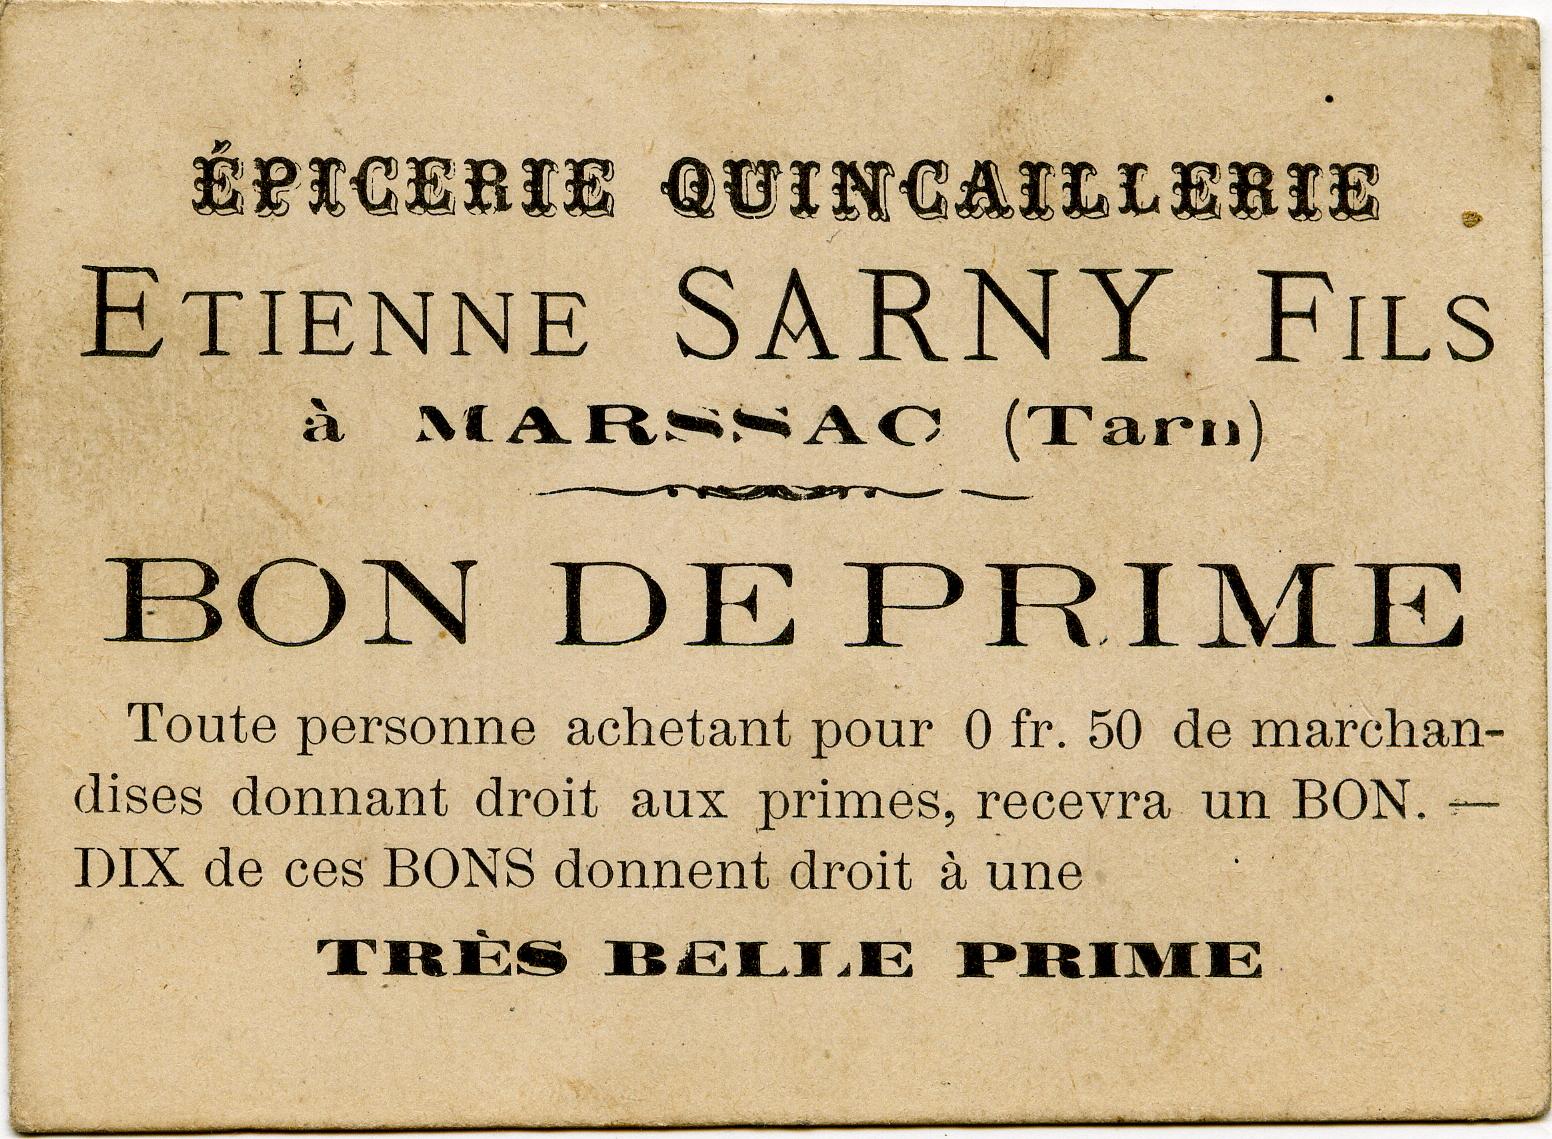 ÉPICERIE QUINCAILLERIE
ETIENNE SARNY FILS
à MARSSAC (Tarn)
BON DE PRIME
Toute personne achetant pour 0 fr. 50 de marchan-
dises donnant droit aux primes, recevra un BON. —
DIX de ces BONS donnent droit à une
TRÈS BELLE PRIME